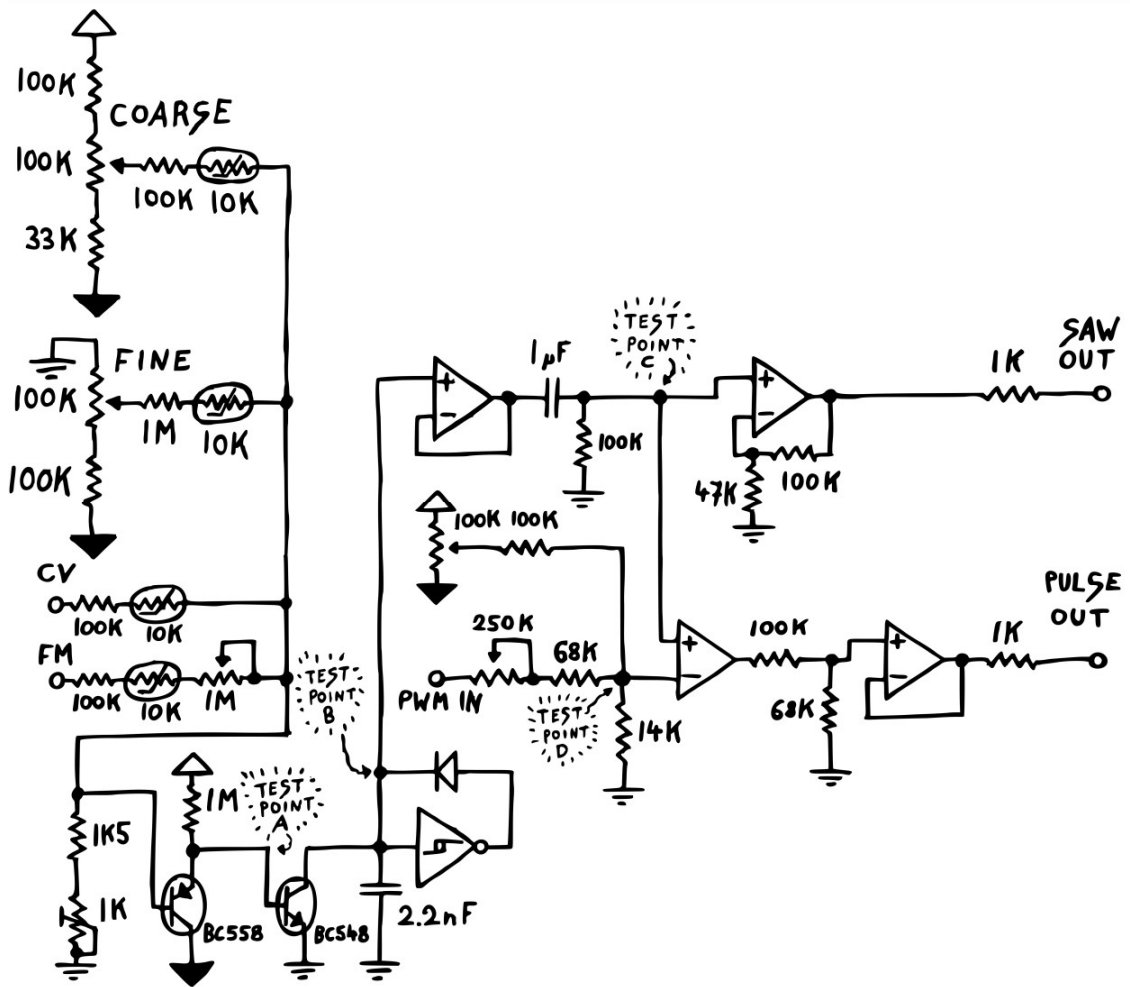 100K
COARSE
100K
100K 10K
33K
FINE
100K
1M
10K
100K
CV
100K
10K
FM
100K
10K
1M
1K5
1K
1M
BC558
TEST
POINT
A
BC548
TEST
POINT
B
2.2nF
1µF
100K
TEST
POINT
C
47K
100K
1K
SAW
OUT
100K 100K
250K
68K
PWM IN
TEST
POINT
D
14K
100K
68K
1K
PULSE
OUT
+
-
+
-
+
-
+
-